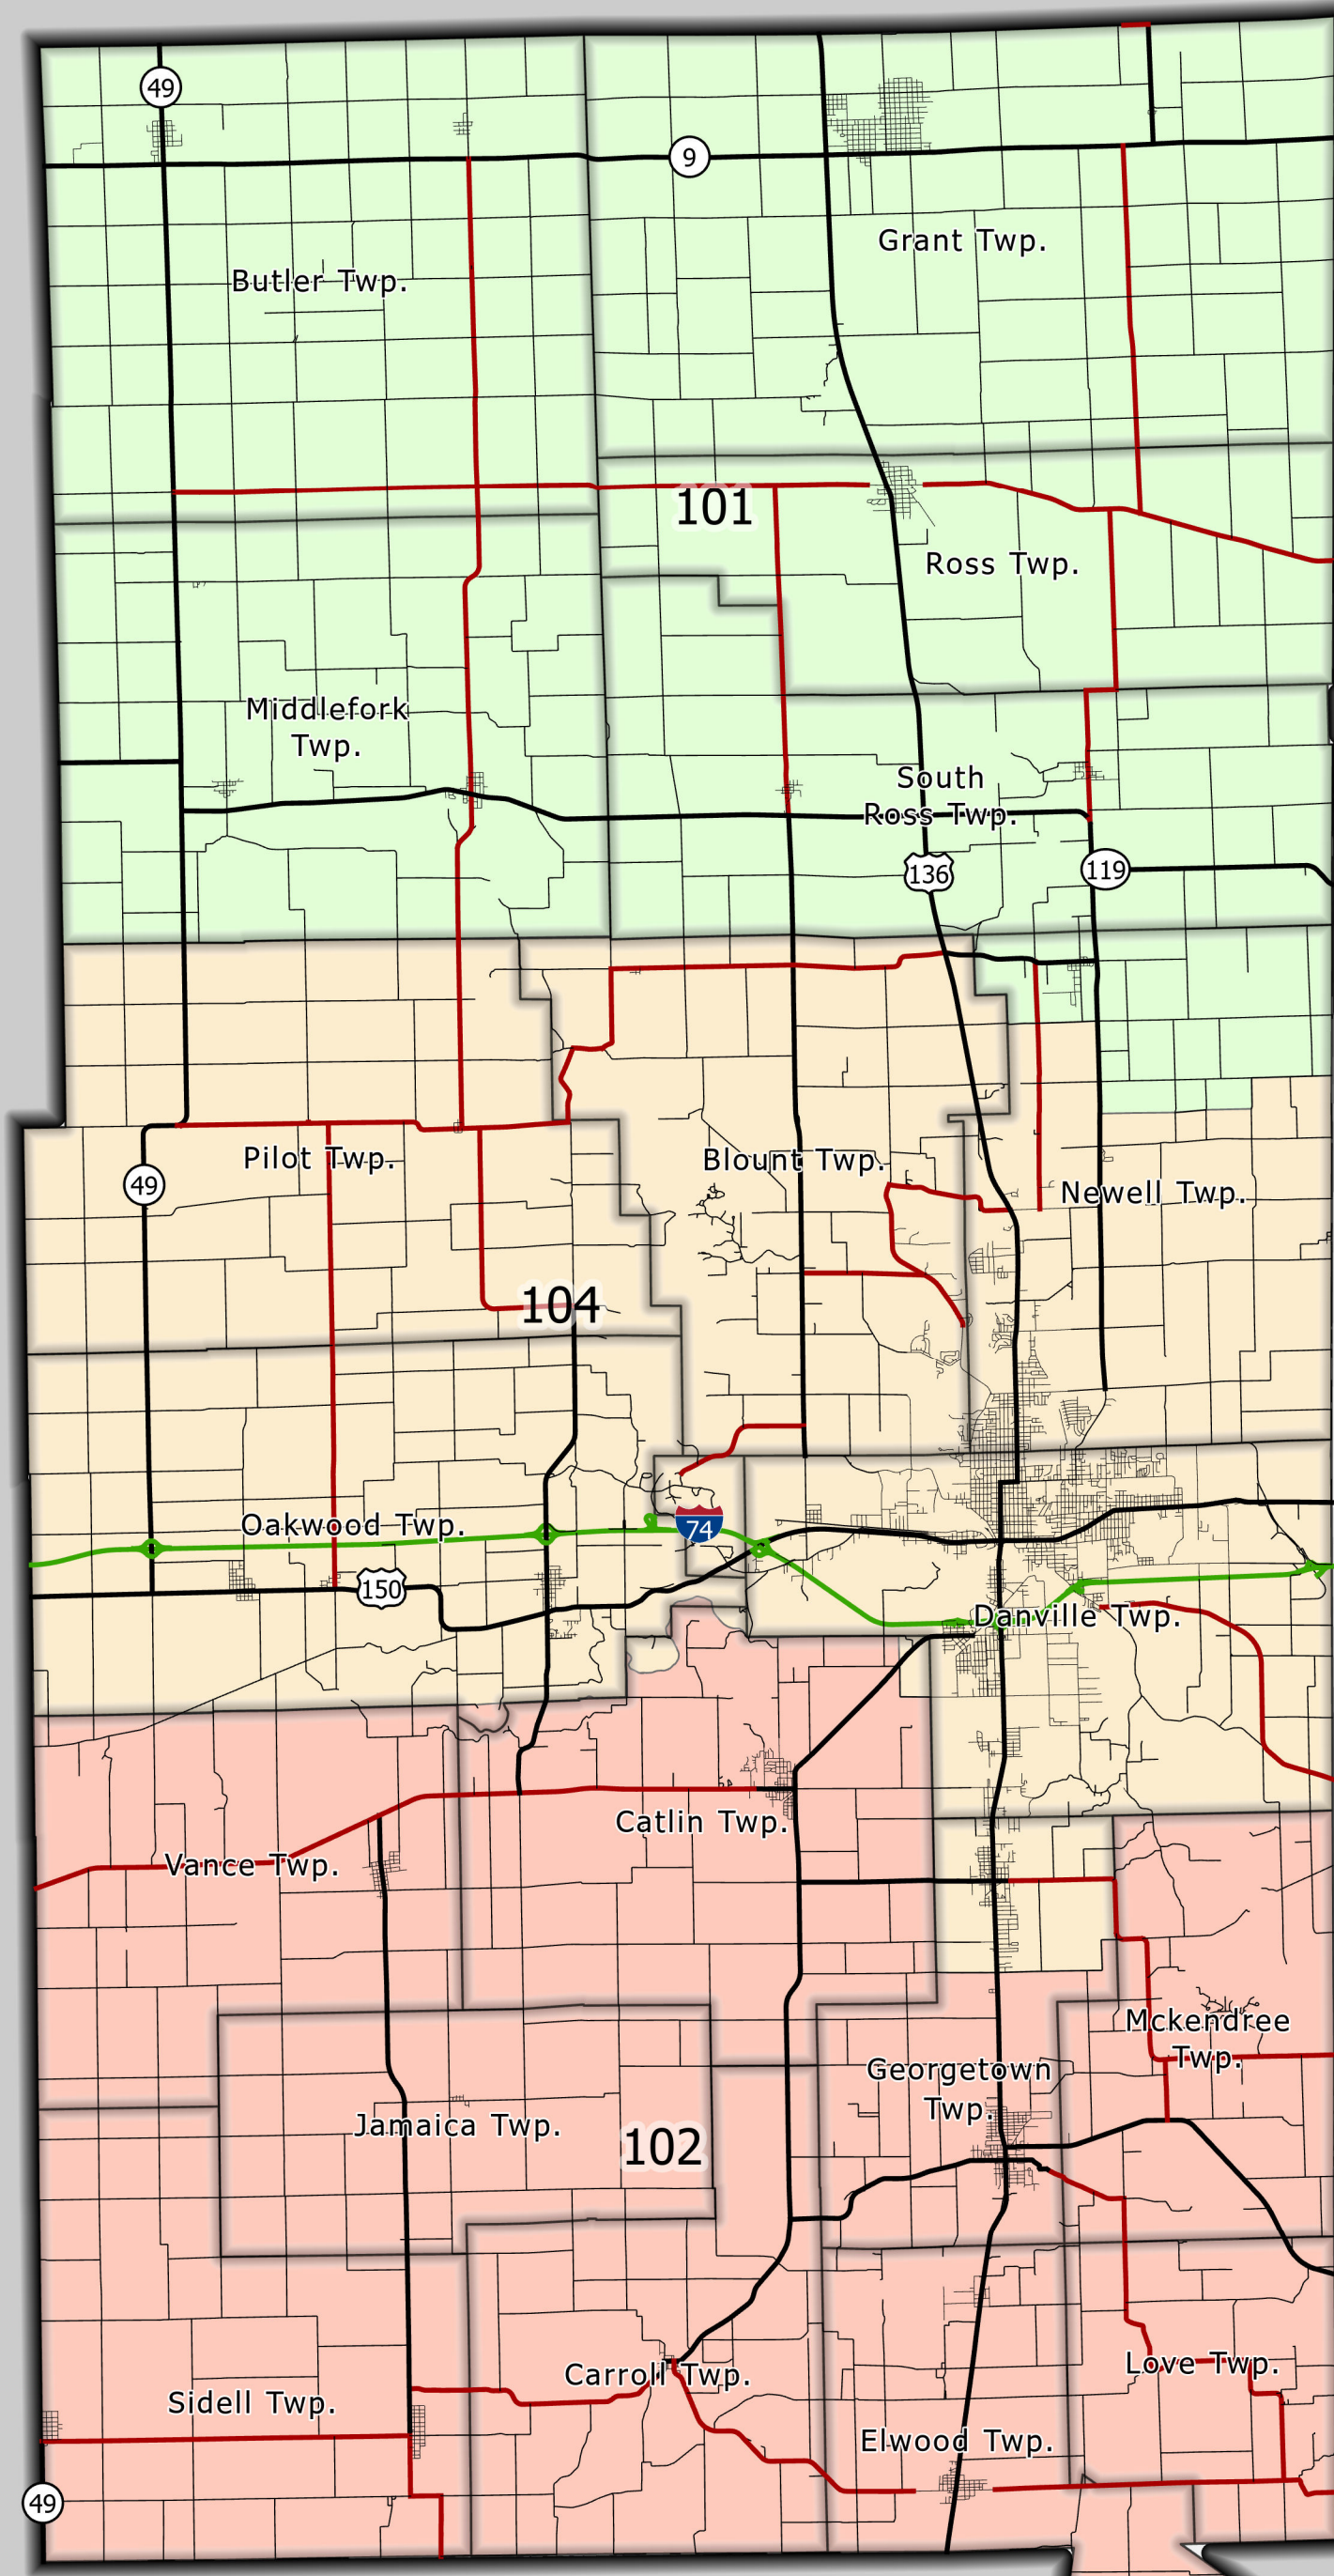 49
9
Grant Twp.
Butler Twp.
101
Ross Twp.
Middlefork
Twp.
South
Ross Twp.
136
119
Pilot Twp.
Blount Twp.
49
Newell Twp.
104
Oakwood Twp.
74
150
Danville Twp.
Catlin Twp.
Vance Twp.
Mckendree
Twp.
Georgetown
Twp.
Jamaica Twp.
102
Love Twp.
Carroll Twp.
Sidell Twp.
Elwood Twp.
49